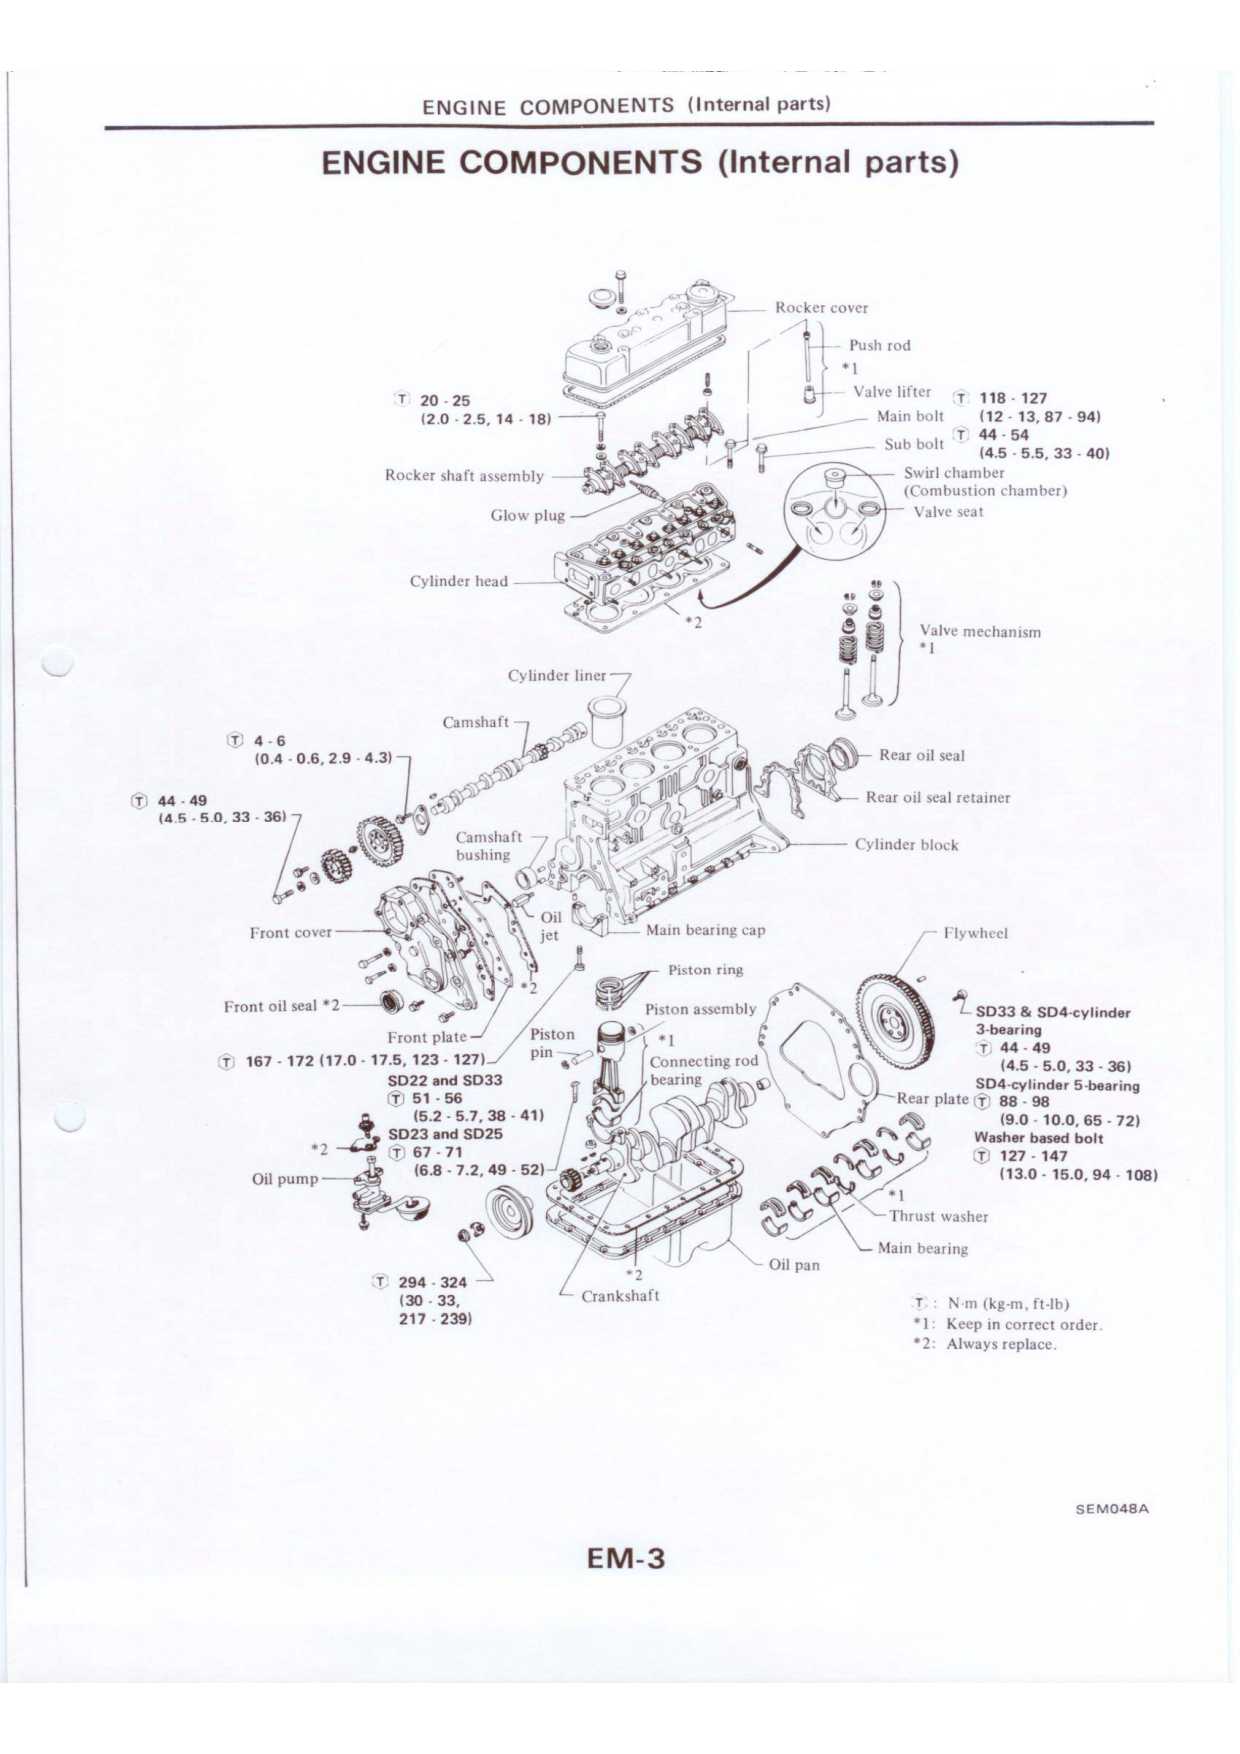 ENGINE COMPONENTS (Internal parts)
ENGINE COMPONENTS (Internal parts)
Rocker cover
Push rod
*1
Valve lifter
Ⓣ 20 - 25
(2.0 - 2.5, 14 - 18)
Ⓣ 118 - 127
Main bolt (12 - 13, 87 - 94)
Ⓣ 44 - 54
Sub bolt (4.5 - 5.5, 33 - 40)
Rocker shaft assembly
Swirl chamber
(Combustion chamber)
Glow plug
Valve seat
Cylinder head
*2
Valve mechanism
*1
Cylinder liner
Camshaft
Ⓣ 4 - 6
(0.4 - 0.6, 2.9 - 4.3)
Rear oil seal
Ⓣ 44 - 49
(4.5 - 5.0, 33 - 36)
Rear oil seal retainer
Camshaft
bushing
Cylinder block
Oil
jet
Front cover
Main bearing cap
Flywheel
Piston ring
*2
Front oil seal *2
Piston assembly
SD33 & SD4-cylinder
3-bearing
Ⓣ 44 - 49
(4.5 - 5.0, 33 - 36)
SD4-cylinder 5-bearing
Ⓣ 88 - 98
(9.0 - 10.0, 65 - 72)
Washer based bolt
Ⓣ 127 - 147
(13.0 - 15.0, 94 - 108)
Front plate
Piston
pin
*1
Connecting rod
bearing
Ⓣ 167 - 172 (17.0 - 17.5, 123 - 127)
SD22 and SD33
Ⓣ 51 - 56
(5.2 - 5.7, 38 - 41)
SD23 and SD25
Ⓣ 67 - 71
(6.8 - 7.2, 49 - 52)
Rear plate
*2
Oil pump
*1
Thrust washer
Main bearing
Oil pan
*2
Crankshaft
Ⓣ 294 - 324
(30 - 33,
217 - 239)
Ⓣ : N·m (kg-m, ft-lb)
*1: Keep in correct order.
*2: Always replace.
SEM048A
EM-3